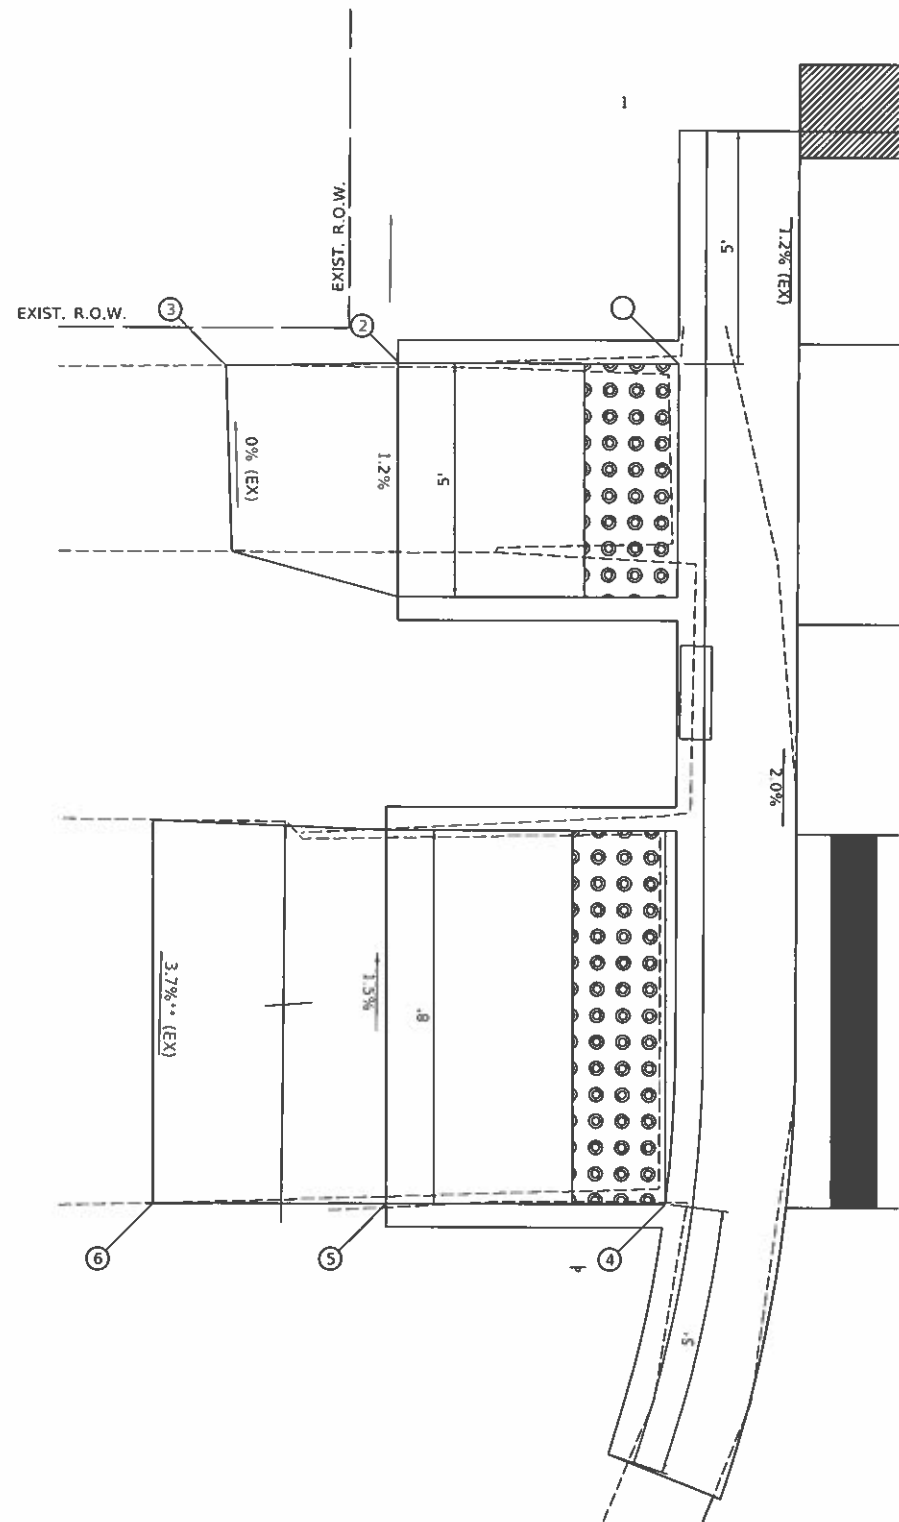 1
EXIST. R.O.W.
EXIST. R.O.W.
3
2
5'
1.2% (EX)
0% (EX)
1.2%
5'
2.0%
3.7%** (EX)
1.5%
8'
6
5
4
5'